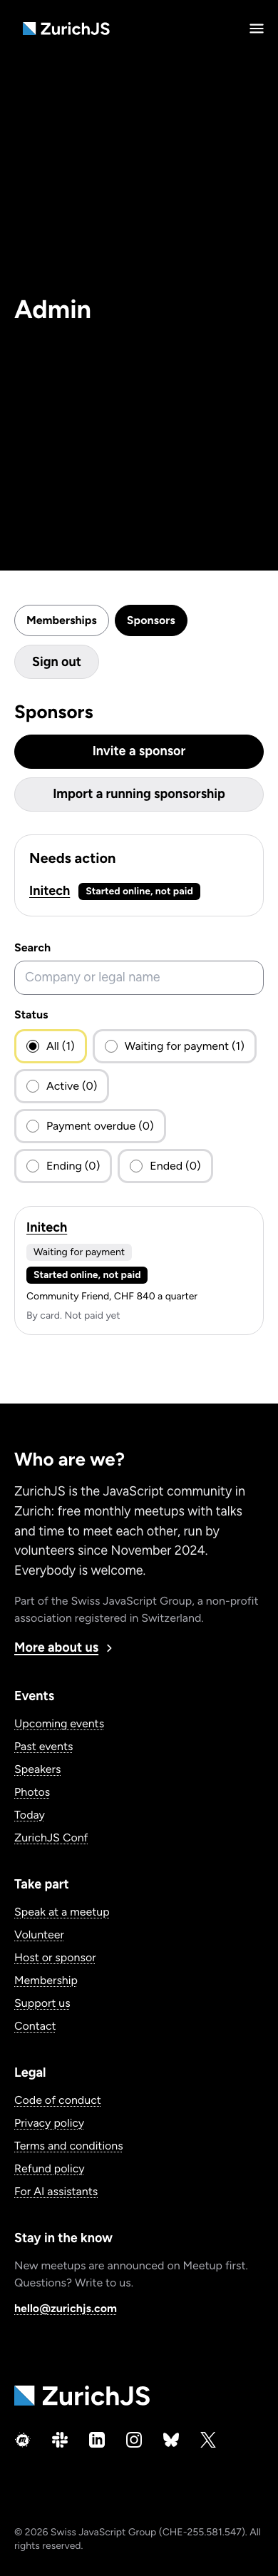 ZurichJS
Admin
Memberships
Sponsors
Sign out
Sponsors
Invite a sponsor
Import a running sponsorship
Needs action
Initech Started online, not paid
Search
Company or legal name
Status
All (1)
Waiting for payment (1)
Active (0)
Payment overdue (0)
Ending (0)
Ended (0)
Initech
Waiting for payment
Started online, not paid
Community Friend, CHF 840 a quarter
By card. Not paid yet
Who are we?
ZurichJS is the JavaScript community in
Zurich: free monthly meetups with talks
and time to meet each other, run by
volunteers since November 2024.
Everybody is welcome.
Part of the Swiss JavaScript Group, a non-profit
association registered in Switzerland.
More about us
Events
Upcoming events
Past events
Speakers
Photos
Today
ZurichJS Conf
Take part
Speak at a meetup
Volunteer
Host or sponsor
Membership
Support us
Contact
Legal
Code of conduct
Privacy policy
Terms and conditions
Refund policy
For AI assistants
Stay in the know
New meetups are announced on Meetup first.
Questions? Write to us.
hello@zurichjs.com
ZurichJS
© 2026 Swiss JavaScript Group (CHE-255.581.547). All
rights reserved.